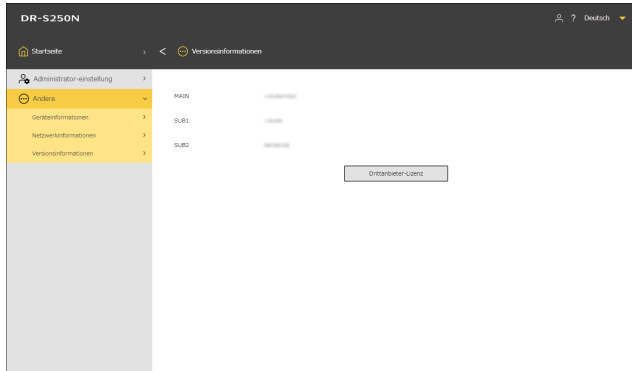 DR-S250N
? Deutsch
Startseite
Versionsinformationen
Administrator-einstellung
Andere
Geräteinformationen
Netzwerkinformationen
Versionsinformationen
MAIN
SUB1
SUB2
Drittanbieter-Lizenz